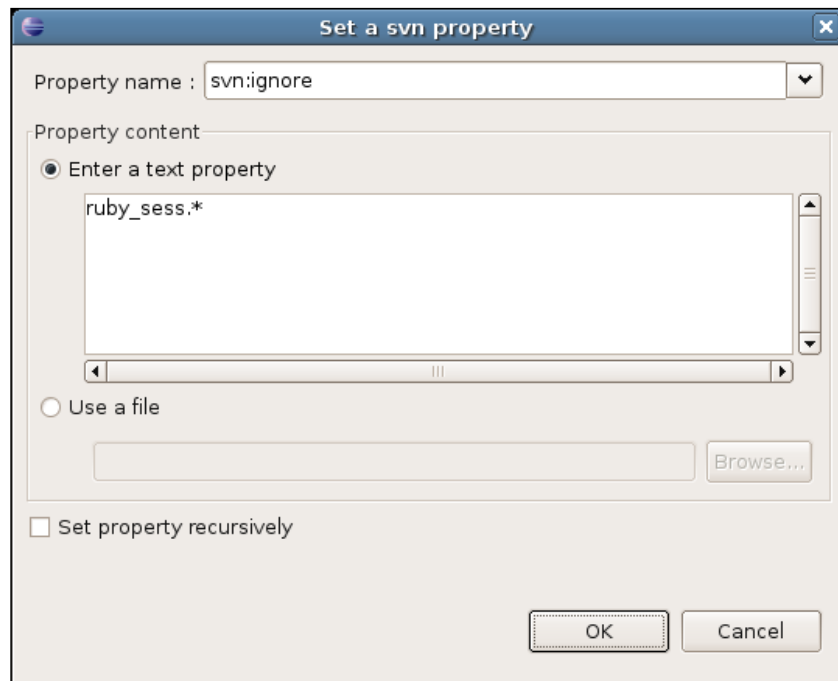 Set a svn property
Property name : svn:ignore
Property content
Enter a text property
ruby_sess.*
Use a file
Browse...
Set property recursively
OK Cancel